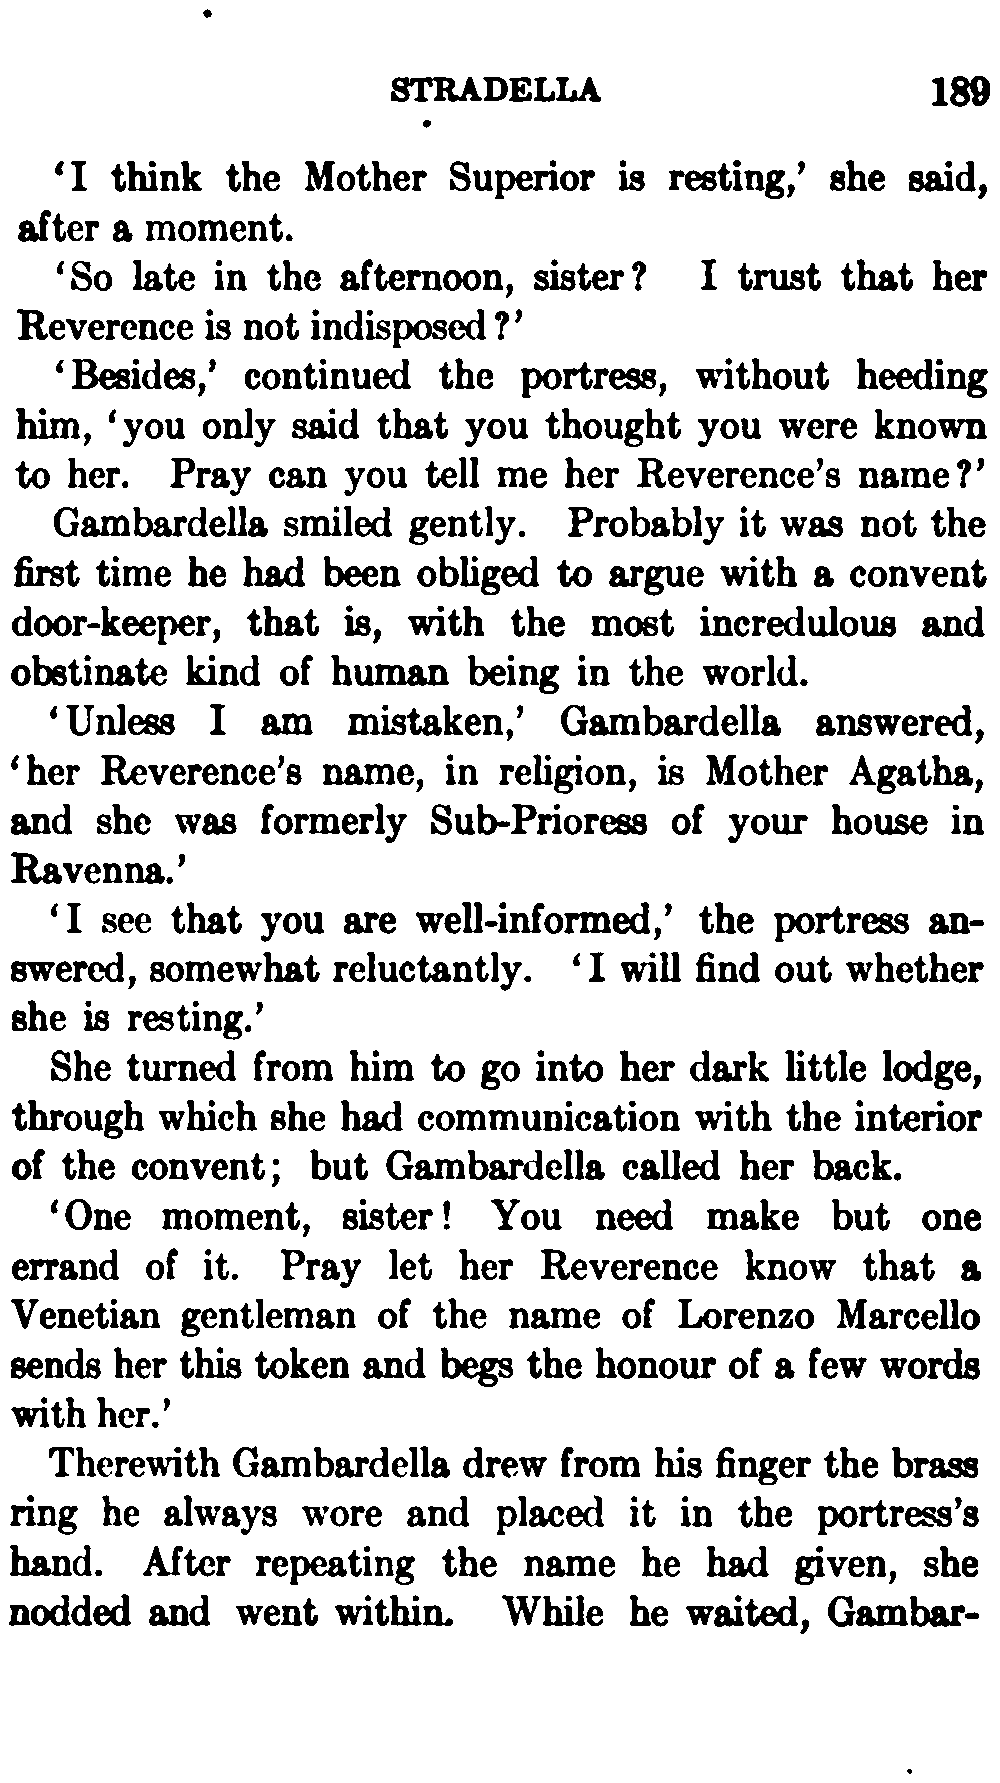 STRADELLA 189
‘I think the Mother Superior is resting,’ she said,
after a moment.
‘So late in the afternoon, sister? I trust that her
Reverence is not indisposed?’
‘Besides,’ continued the portress, without heeding
him, ‘you only said that you thought you were known
to her. Pray can you tell me her Reverence’s name?’
Gambardella smiled gently. Probably it was not the
first time he had been obliged to argue with a convent
door-keeper, that is, with the most incredulous and
obstinate kind of human being in the world.
‘Unless I am mistaken,’ Gambardella answered,
‘her Reverence’s name, in religion, is Mother Agatha,
and she was formerly Sub-Prioress of your house in
Ravenna.’
‘I see that you are well-informed,’ the portress an-
swered, somewhat reluctantly. ‘I will find out whether
she is resting.’
She turned from him to go into her dark little lodge,
through which she had communication with the interior
of the convent; but Gambardella called her back.
‘One moment, sister! You need make but one
errand of it. Pray let her Reverence know that a
Venetian gentleman of the name of Lorenzo Marcello
sends her this token and begs the honour of a few words
with her.’
Therewith Gambardella drew from his finger the brass
ring he always wore and placed it in the portress’s
hand. After repeating the name he had given, she
nodded and went within. While he waited, Gambar-